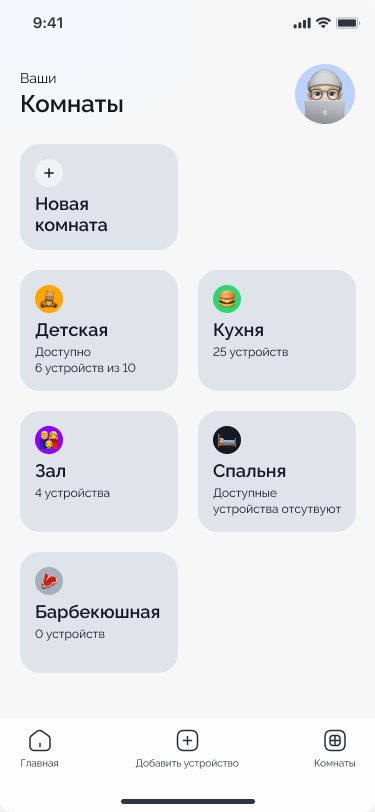 9:41
Ваши
Комнаты
Новая
комната
Детская
Доступно
6 устройств из 10
Кухня
25 устройств
Зал
4 устройства
Спальня
Доступные
устройства отсутвуют
Барбекюшная
0 устройств
Главная
Добавить устройство
Комнаты